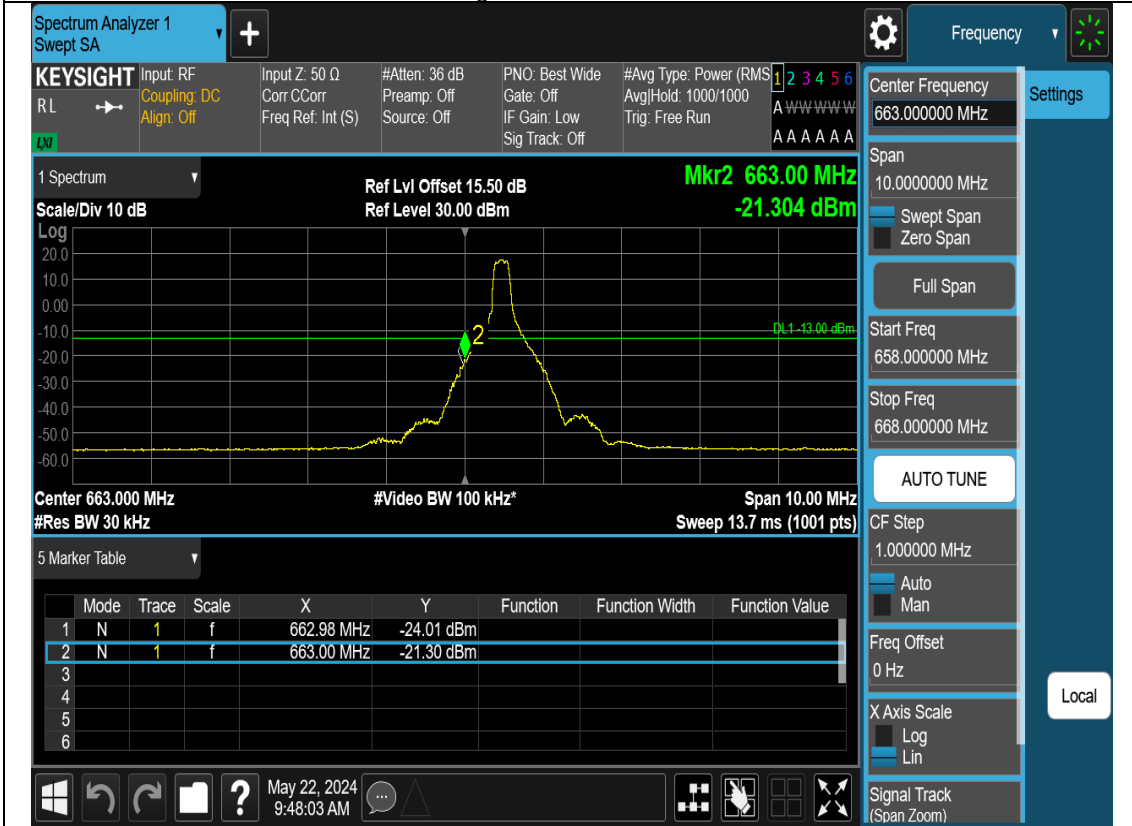 Spectrum Analyzer 1
Swept SA
+
Frequency
KEYSIGHT
RL
LXI
Input: RF
Coupling: DC
Align: Off
Input Z: 50 Ω
Corr CCorr
Freq Ref: Int (S)
#Atten: 36 dB
Preamp: Off
Source: Off
PNO: Best Wide
Gate: Off
IF Gain: Low
Sig Track: Off
#Avg Type: Power (RMS
Avg|Hold: 1000/1000
Trig: Free Run
1 2 3 4 5 6
A W W W W W
A A A A A A
1 Spectrum
Scale/Div 10 dB
Ref Lvl Offset 15.50 dB
Ref Level 30.00 dBm
Mkr2 663.00 MHz
-21.304 dBm
Log
20.0
10.0
0.00
-10.0
-20.0
-30.0
-40.0
-50.0
-60.0
2
DL1 -13.00 dBm
Center 663.000 MHz
#Video BW 100 kHz*
Span 10.00 MHz
#Res BW 30 kHz
Sweep 13.7 ms (1001 pts)
5 Marker Table
Mode Trace Scale X Y Function Function Width Function Value
1 N 1 f 662.98 MHz -24.01 dBm
2 N 1 f 663.00 MHz -21.30 dBm
3
4
5
6
?
May 22, 2024
9:48:03 AM
Center Frequency
663.000000 MHz
Settings
Span
10.0000000 MHz
Swept Span
Zero Span
Full Span
Start Freq
658.000000 MHz
Stop Freq
668.000000 MHz
AUTO TUNE
CF Step
1.000000 MHz
Auto
Man
Freq Offset
0 Hz
Local
X Axis Scale
Log
Lin
Signal Track
(Span Zoom)